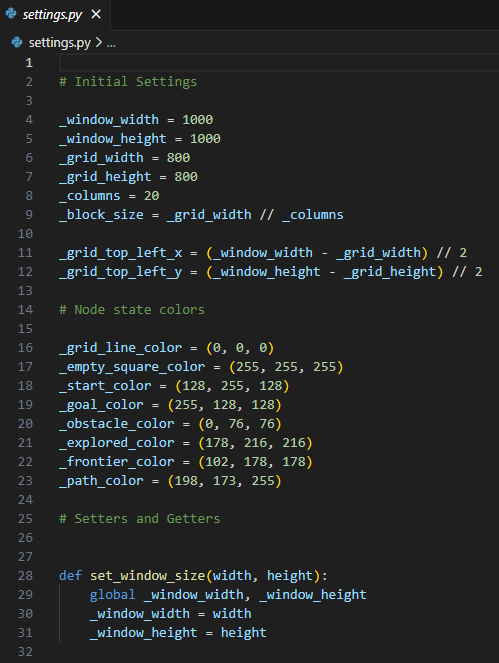 settings.py ×
settings.py > ...
1
2 # Initial Settings
3
4 _window_width = 1000
5 _window_height = 1000
6 _grid_width = 800
7 _grid_height = 800
8 _columns = 20
9 _block_size = _grid_width // _columns
10
11 _grid_top_left_x = (_window_width - _grid_width) // 2
12 _grid_top_left_y = (_window_height - _grid_height) // 2
13
14 # Node state colors
15
16 _grid_line_color = (0, 0, 0)
17 _empty_square_color = (255, 255, 255)
18 _start_color = (128, 255, 128)
19 _goal_color = (255, 128, 128)
20 _obstacle_color = (0, 76, 76)
21 _explored_color = (178, 216, 216)
22 _frontier_color = (102, 178, 178)
23 _path_color = (198, 173, 255)
24
25 # Setters and Getters
26
27
28 def set_window_size(width, height):
29     global _window_width, _window_height
30     _window_width = width
31     _window_height = height
32